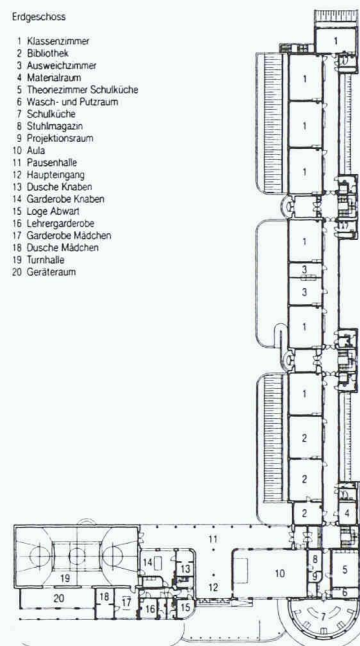 Erdgeschoss
1 Klassenzimmer
2 Bibliothek
3 Ausweichzimmer
4 Materialraum
5 Theoriezimmer Schulküche
6 Wasch- und Putzraum
7 Schulküche
8 Stuhlmagazin
9 Projektionsraum
10 Aula
11 Pausenhalle
12 Haupteingang
13 Dusche Knaben
14 Garderobe Knaben
15 Loge Abwart
16 Lehrergarderobe
17 Garderobe Mädchen
18 Dusche Mädchen
19 Turnhalle
20 Geräteraum
1
1
1
1
1
3
3
1
1
2
2
2
4
11
14
13
8
5
19
12
10
9
20
18
17
16
15
7
6